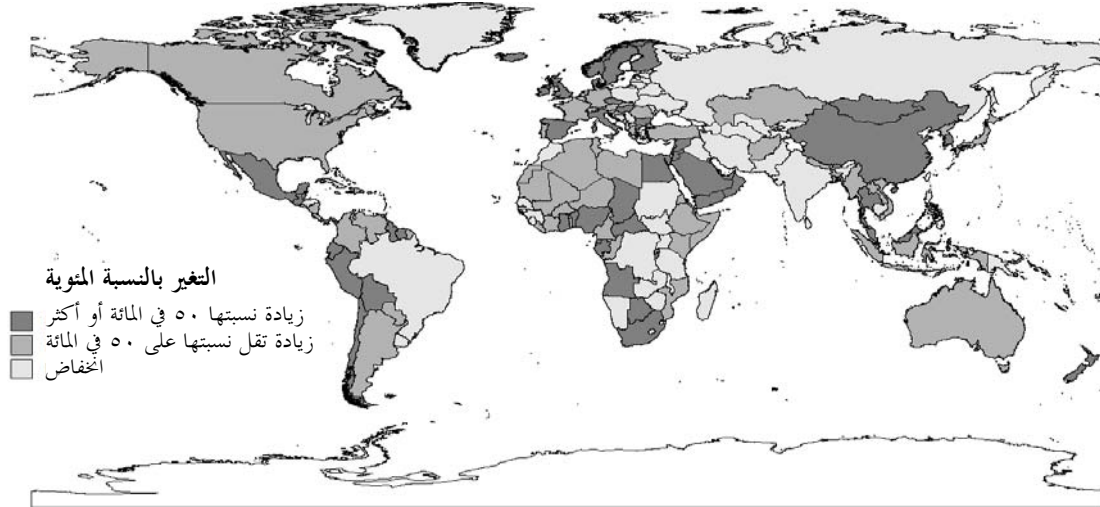 التغير بالنسبة المئوية
زيادة نسبتها ٥٠ في المائة أو أكثر
زيادة تقل نسبتها على ٥٠ في المائة
انخفاض